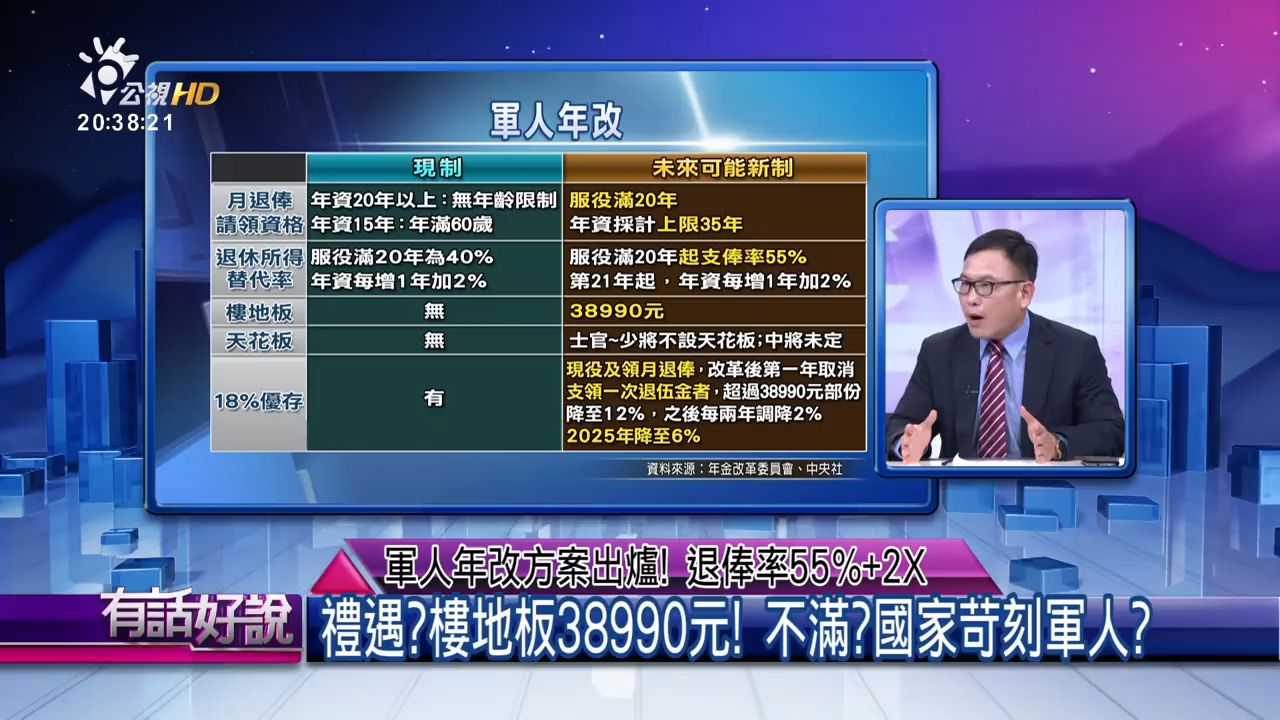 公視HD
20:38:21
軍人年改
現制 未來可能新制
月退俸 年資20年以上：無年齡限制 服役滿20年
請領資格 年資15年：年滿60歲 年資採計上限35年
退休所得 服役滿20年為40% 服役滿20年起支俸率55%
替代率 年資每增1年加2% 第21年起，年資每增1年加2%
樓地板 無 38990元
天花板 無 士官~少將不設天花板;中將未定
18%優存 有 現役及領月退俸，改革後第一年取消
支領一次退伍金者，超過38990元部份
降至12%，之後每兩年調降2%
2025年降至6%
資料來源：年金改革委員會、中央社
軍人年改方案出爐! 退俸率55%+2X
有話好說
禮遇?樓地板38990元! 不滿?國家苛刻軍人?